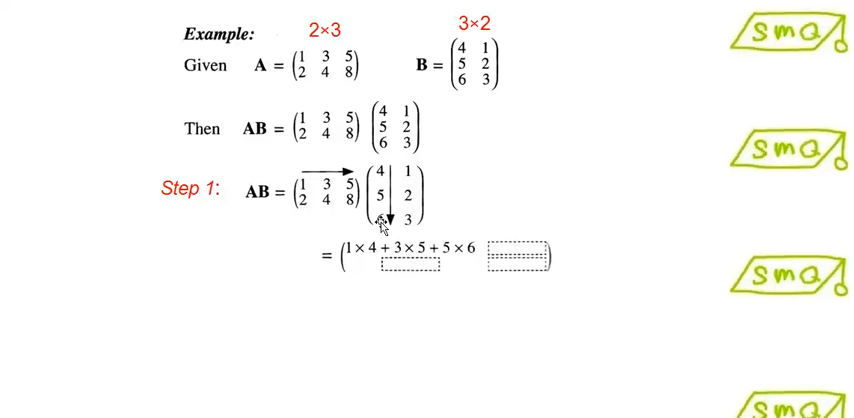 Example: 2×3 3×2
Given A = (1 3 5 B = (4 1
2 4 8) 5 2
6 3)
Then AB = (1 3 5 (4 1
2 4 8) 5 2
6 3)
Step 1: AB = (1 3 5 (4 1
2 4 8) 5 2
6 3)
= (1 × 4 + 3 × 5 + 5 × 6 )
SMQ
SMQ
SMQ
SMQ